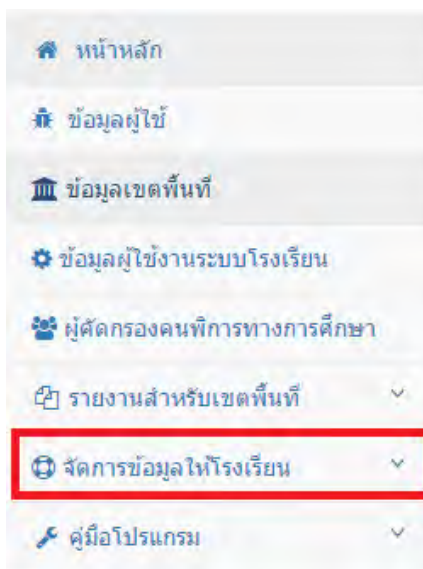 หน้าหลัก
ข้อมูลผู้ใช้
ข้อมูลเขตพื้นที่
ข้อมูลผู้ใช้งานระบบโรงเรียน
ผู้คัดกรองคนพิการทางการศึกษา
รายงานสำหรับเขตพื้นที่
จัดการข้อมูลให้โรงเรียน
คู่มือโปรแกรม